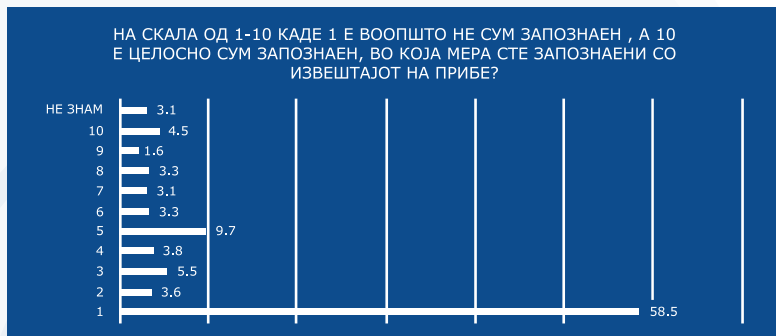 НА СКАЛА ОД 1-10 КАДЕ 1 Е ВООПШТО НЕ СУМ ЗАПОЗНАЕН , А 10
Е ЦЕЛОСНО СУМ ЗАПОЗНАЕН, ВО КОЈА МЕРА СТЕ ЗАПОЗНАЕНИ СО
ИЗВЕШТАЈОТ НА ПРИБЕ?
НЕ ЗНАМ 3.1
10 4.5
9 1.6
8 3.3
7 3.1
6 3.3
5 9.7
4 3.8
3 5.5
2 3.6
1 58.5